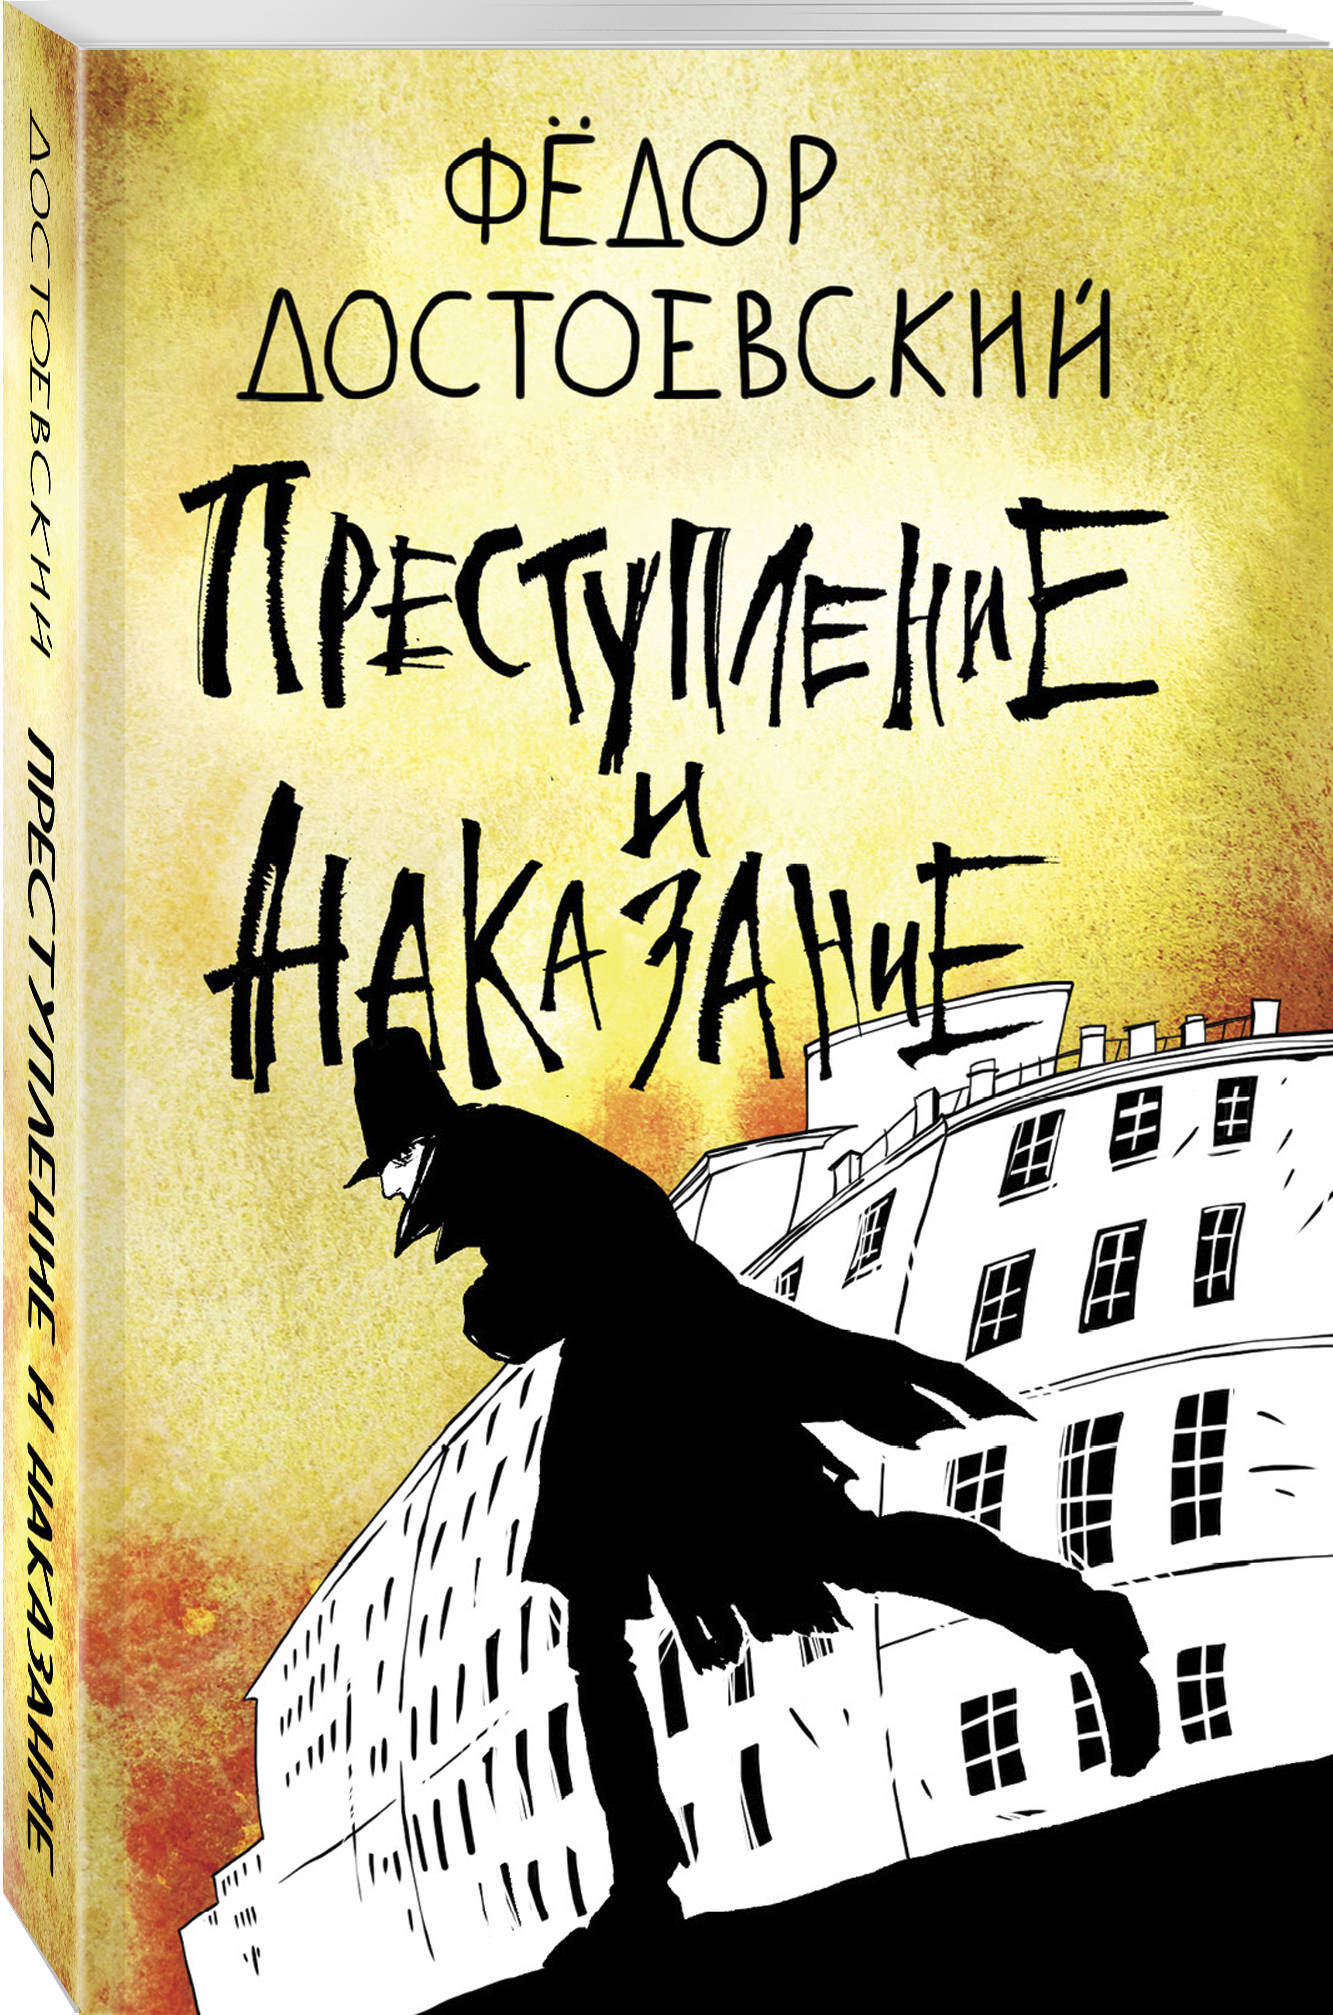 ФЁДОР
ДОСТОЕВСКИЙ
ПРЕСТУПЛЕНИЕ
И
НАКАЗАНИЕ
ДОСТОЕВСКИЙ ПРЕСТУПЛЕНИЕ И НАКАЗАНИЕ